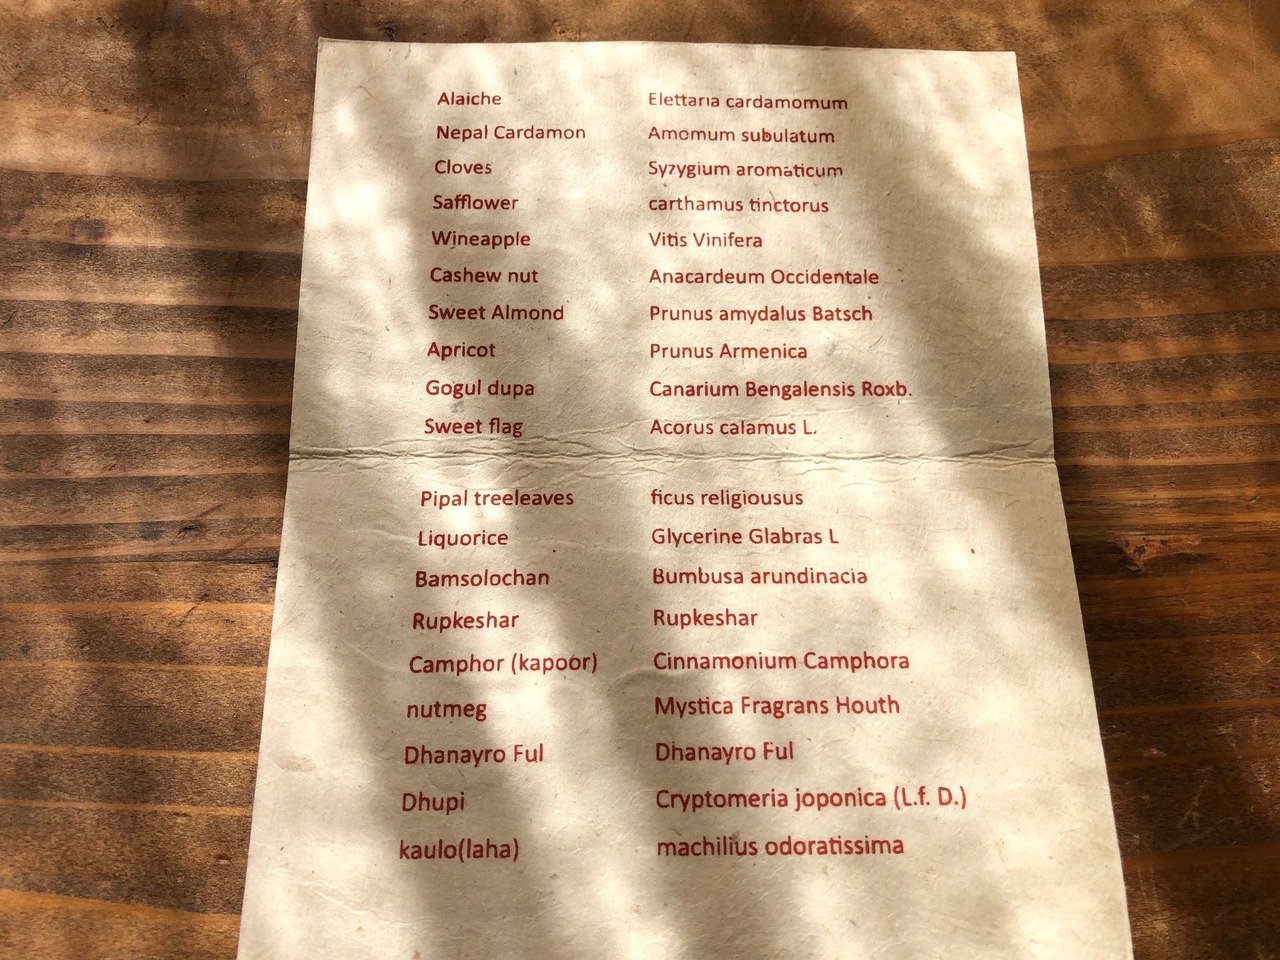 Alaiche Elettaria cardamomum
Nepal Cardamon Amomum subulatum
Cloves Syzygium aromaticum
Safflower carthamus tinctorus
Wineapple Vitis Vinifera
Cashew nut Anacardeum Occidentale
Sweet Almond Prunus amydalus Batsch
Apricot Prunus Armenica
Gogul dupa Canarium Bengalensis Roxb.
Sweet flag Acorus calamus L.
Pipal treeleaves ficus religiousus
Liquorice Glycerine Glabras L
Bamsolochan Bumbusa arundinacia
Rupkeshar Rupkeshar
Camphor (kapoor) Cinnamonium Camphora
nutmeg Mystica Fragrans Houth
Dhanayro Ful Dhanayro Ful
Dhupi Cryptomeria joponica (L.f. D.)
kaulo(laha) machilius odoratissima